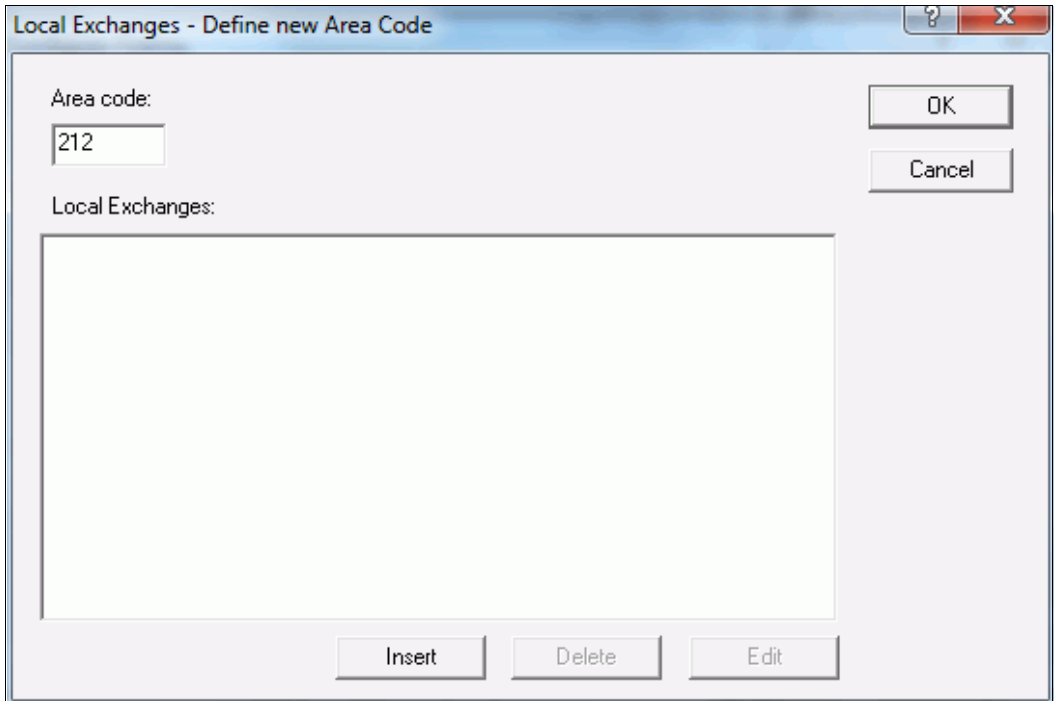 Local Exchanges - Define new Area Code
?
X
Area code:
212
OK
Cancel
Local Exchanges:
Insert
Delete
Edit